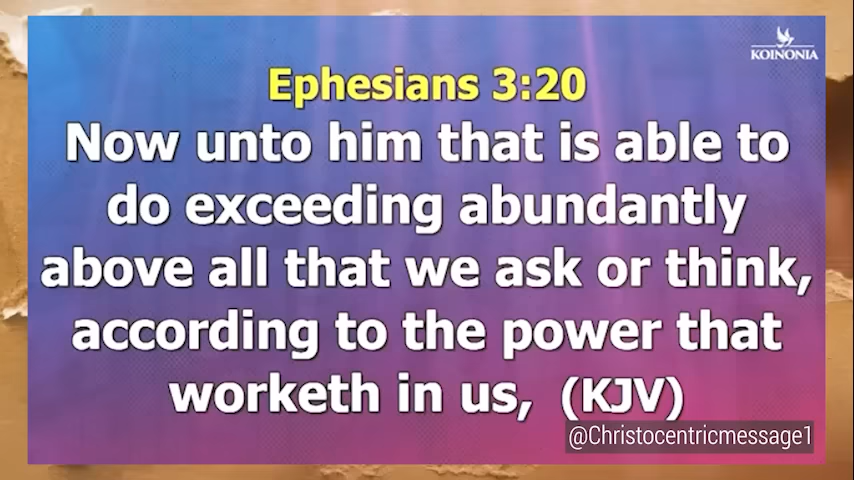 KOINONIA
Ephesians 3:20
Now unto him that is able to
do exceeding abundantly
above all that we ask or think,
according to the power that
worketh in us, (KJV)
@Christocentricmessage1